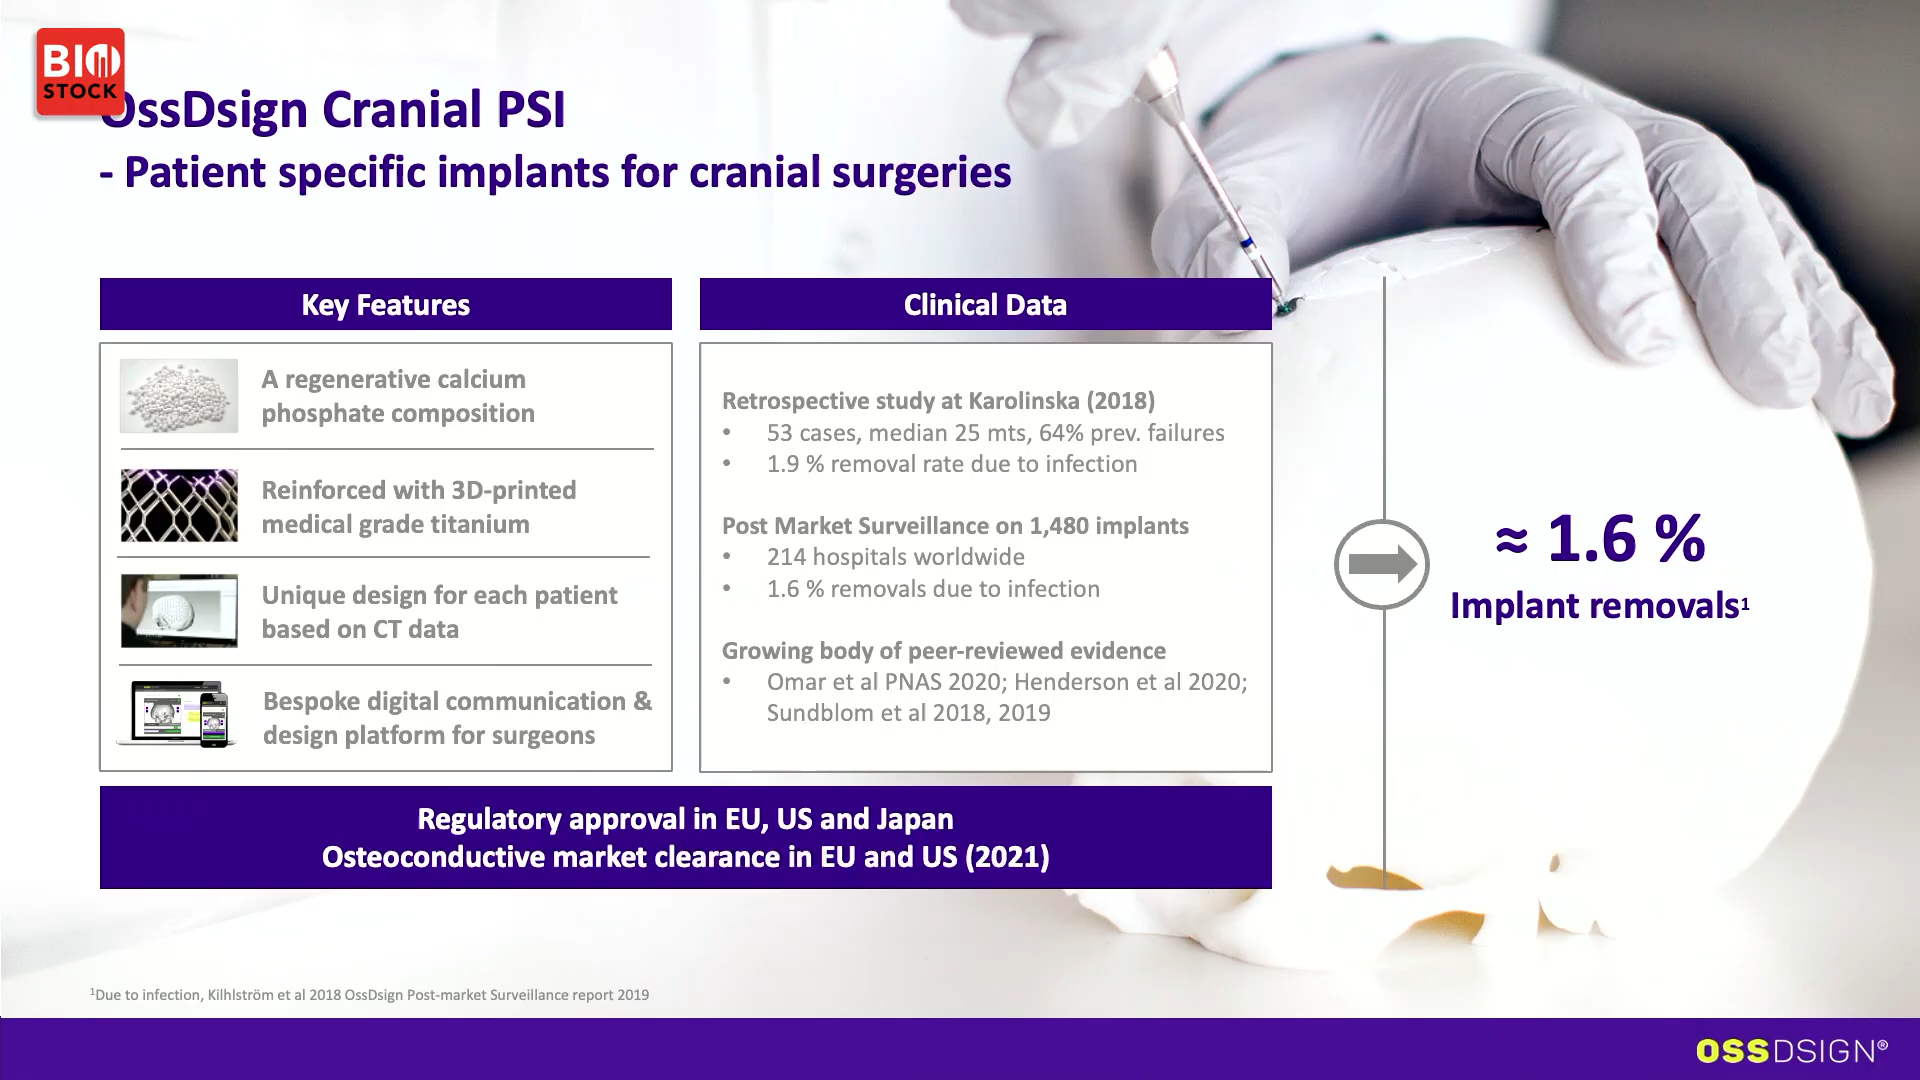 BIO
STOCK
OssDsign Cranial PSI
- Patient specific implants for cranial surgeries
Key Features
A regenerative calcium
phosphate composition
Reinforced with 3D-printed
medical grade titanium
Unique design for each patient
based on CT data
Bespoke digital communication &
design platform for surgeons
Clinical Data
Retrospective study at Karolinska (2018)
• 53 cases, median 25 mts, 64% prev. failures
• 1.9 % removal rate due to infection
Post Market Surveillance on 1,480 implants
• 214 hospitals worldwide
• 1.6 % removals due to infection
Growing body of peer-reviewed evidence
• Omar et al PNAS 2020; Henderson et al 2020;
Sundblom et al 2018, 2019
≈ 1.6 %
Implant removals¹
Regulatory approval in EU, US and Japan
Osteoconductive market clearance in EU and US (2021)
¹Due to infection, Kilhlström et al 2018 OssDsign Post-market Surveillance report 2019
OSSDSIGN®